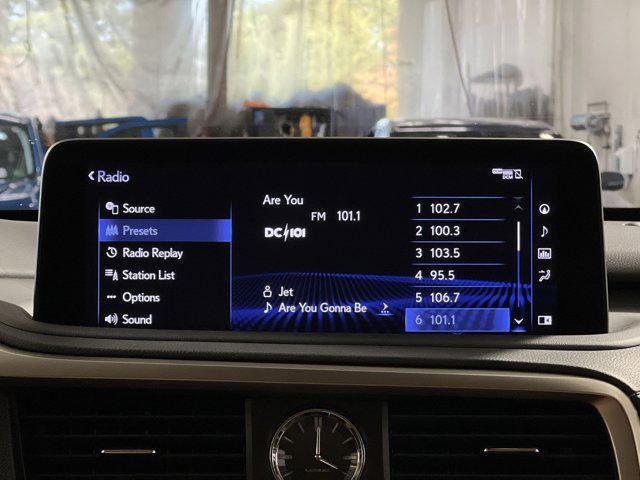 Radio
Source
Presets
Radio Replay
Station List
Options
Sound
Are You
FM 101.1
DC101
Jet
Are You Gonna Be
1 102.7
2 100.3
3 103.5
4 95.5
5 106.7
6 101.1